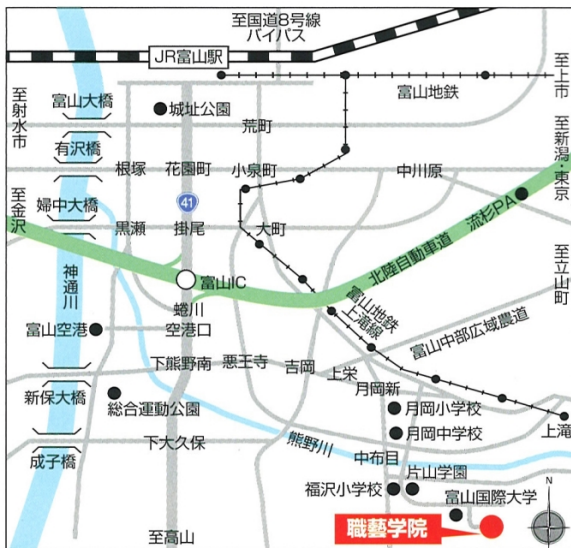 至国道8号線
バイパス
JR富山駅
至上市
富山地鉄
至射水市
富山大橋
城址公園
荒町
有沢橋
根塚
花園町
小泉町
中川原
至新潟・東京
婦中大橋
41
流杉PA
至金沢
黒瀬
掛尾
大町
北陸自動車道
至立山町
神通川
富山IC
富山地鉄
上滝線
蜷川
富山空港
空港口
富山中部広域農道
下熊野南
悪王寺
吉岡
上栄
月岡新
新保大橋
総合運動公園
月岡小学校
上滝
月岡中学校
下大久保
熊野川
中布目
成子橋
片山学園
福沢小学校
富山国際大学
N
職藝学院
至高山